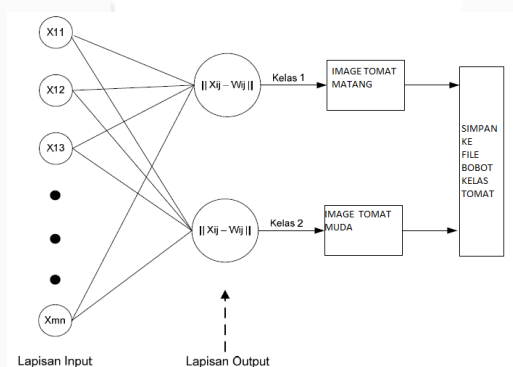 X11
X12
X13
Xmn
|| Xij – Wij ||
|| Xij – Wij ||
Kelas 1
Kelas 2
IMAGE TOMAT
MATANG
IMAGE TOMAT
MUDA
SIMPAN
KE
FILE
BOBOT
KELAS
TOMAT
Lapisan Input
Lapisan Output